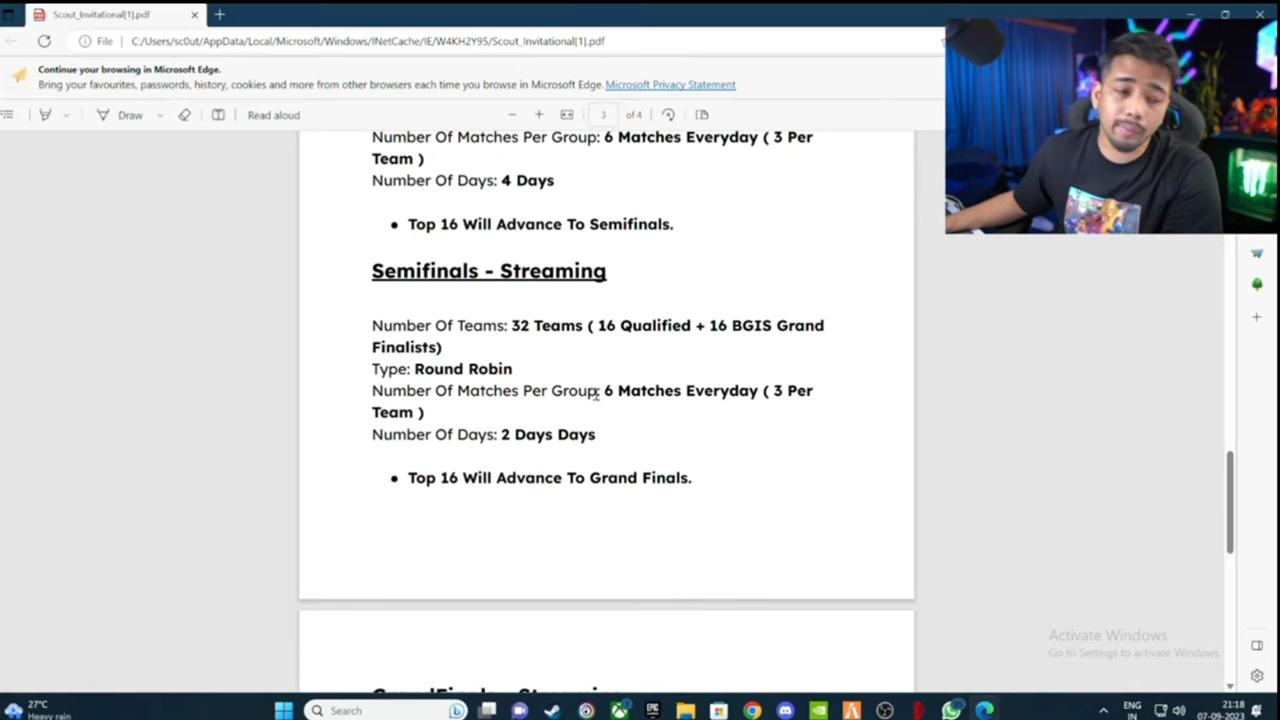 Scout_Invitational[1].pdf
File C:/Users/sc0ut/AppData/Local/Microsoft/Windows/INetCache/IE/W4KH2Y95/Scout_Invitational[1].pdf
Continue your browsing in Microsoft Edge.
Bring your favourites, passwords, history, cookies and more from other browsers each time you browse in Microsoft Edge. Microsoft Privacy Statement
Draw Read aloud 3 of 4
Number Of Matches Per Group: 6 Matches Everyday ( 3 Per
Team )
Number Of Days: 4 Days
• Top 16 Will Advance To Semifinals.
Semifinals - Streaming
Number Of Teams: 32 Teams ( 16 Qualified + 16 BGIS Grand
Finalists)
Type: Round Robin
Number Of Matches Per Group: 6 Matches Everyday ( 3 Per
Team )
Number Of Days: 2 Days Days
• Top 16 Will Advance To Grand Finals.
Activate Windows
Go to Settings to activate Windows.
27°C
Heavy rain
Search
ENG
IN
21:18
07-09-2023